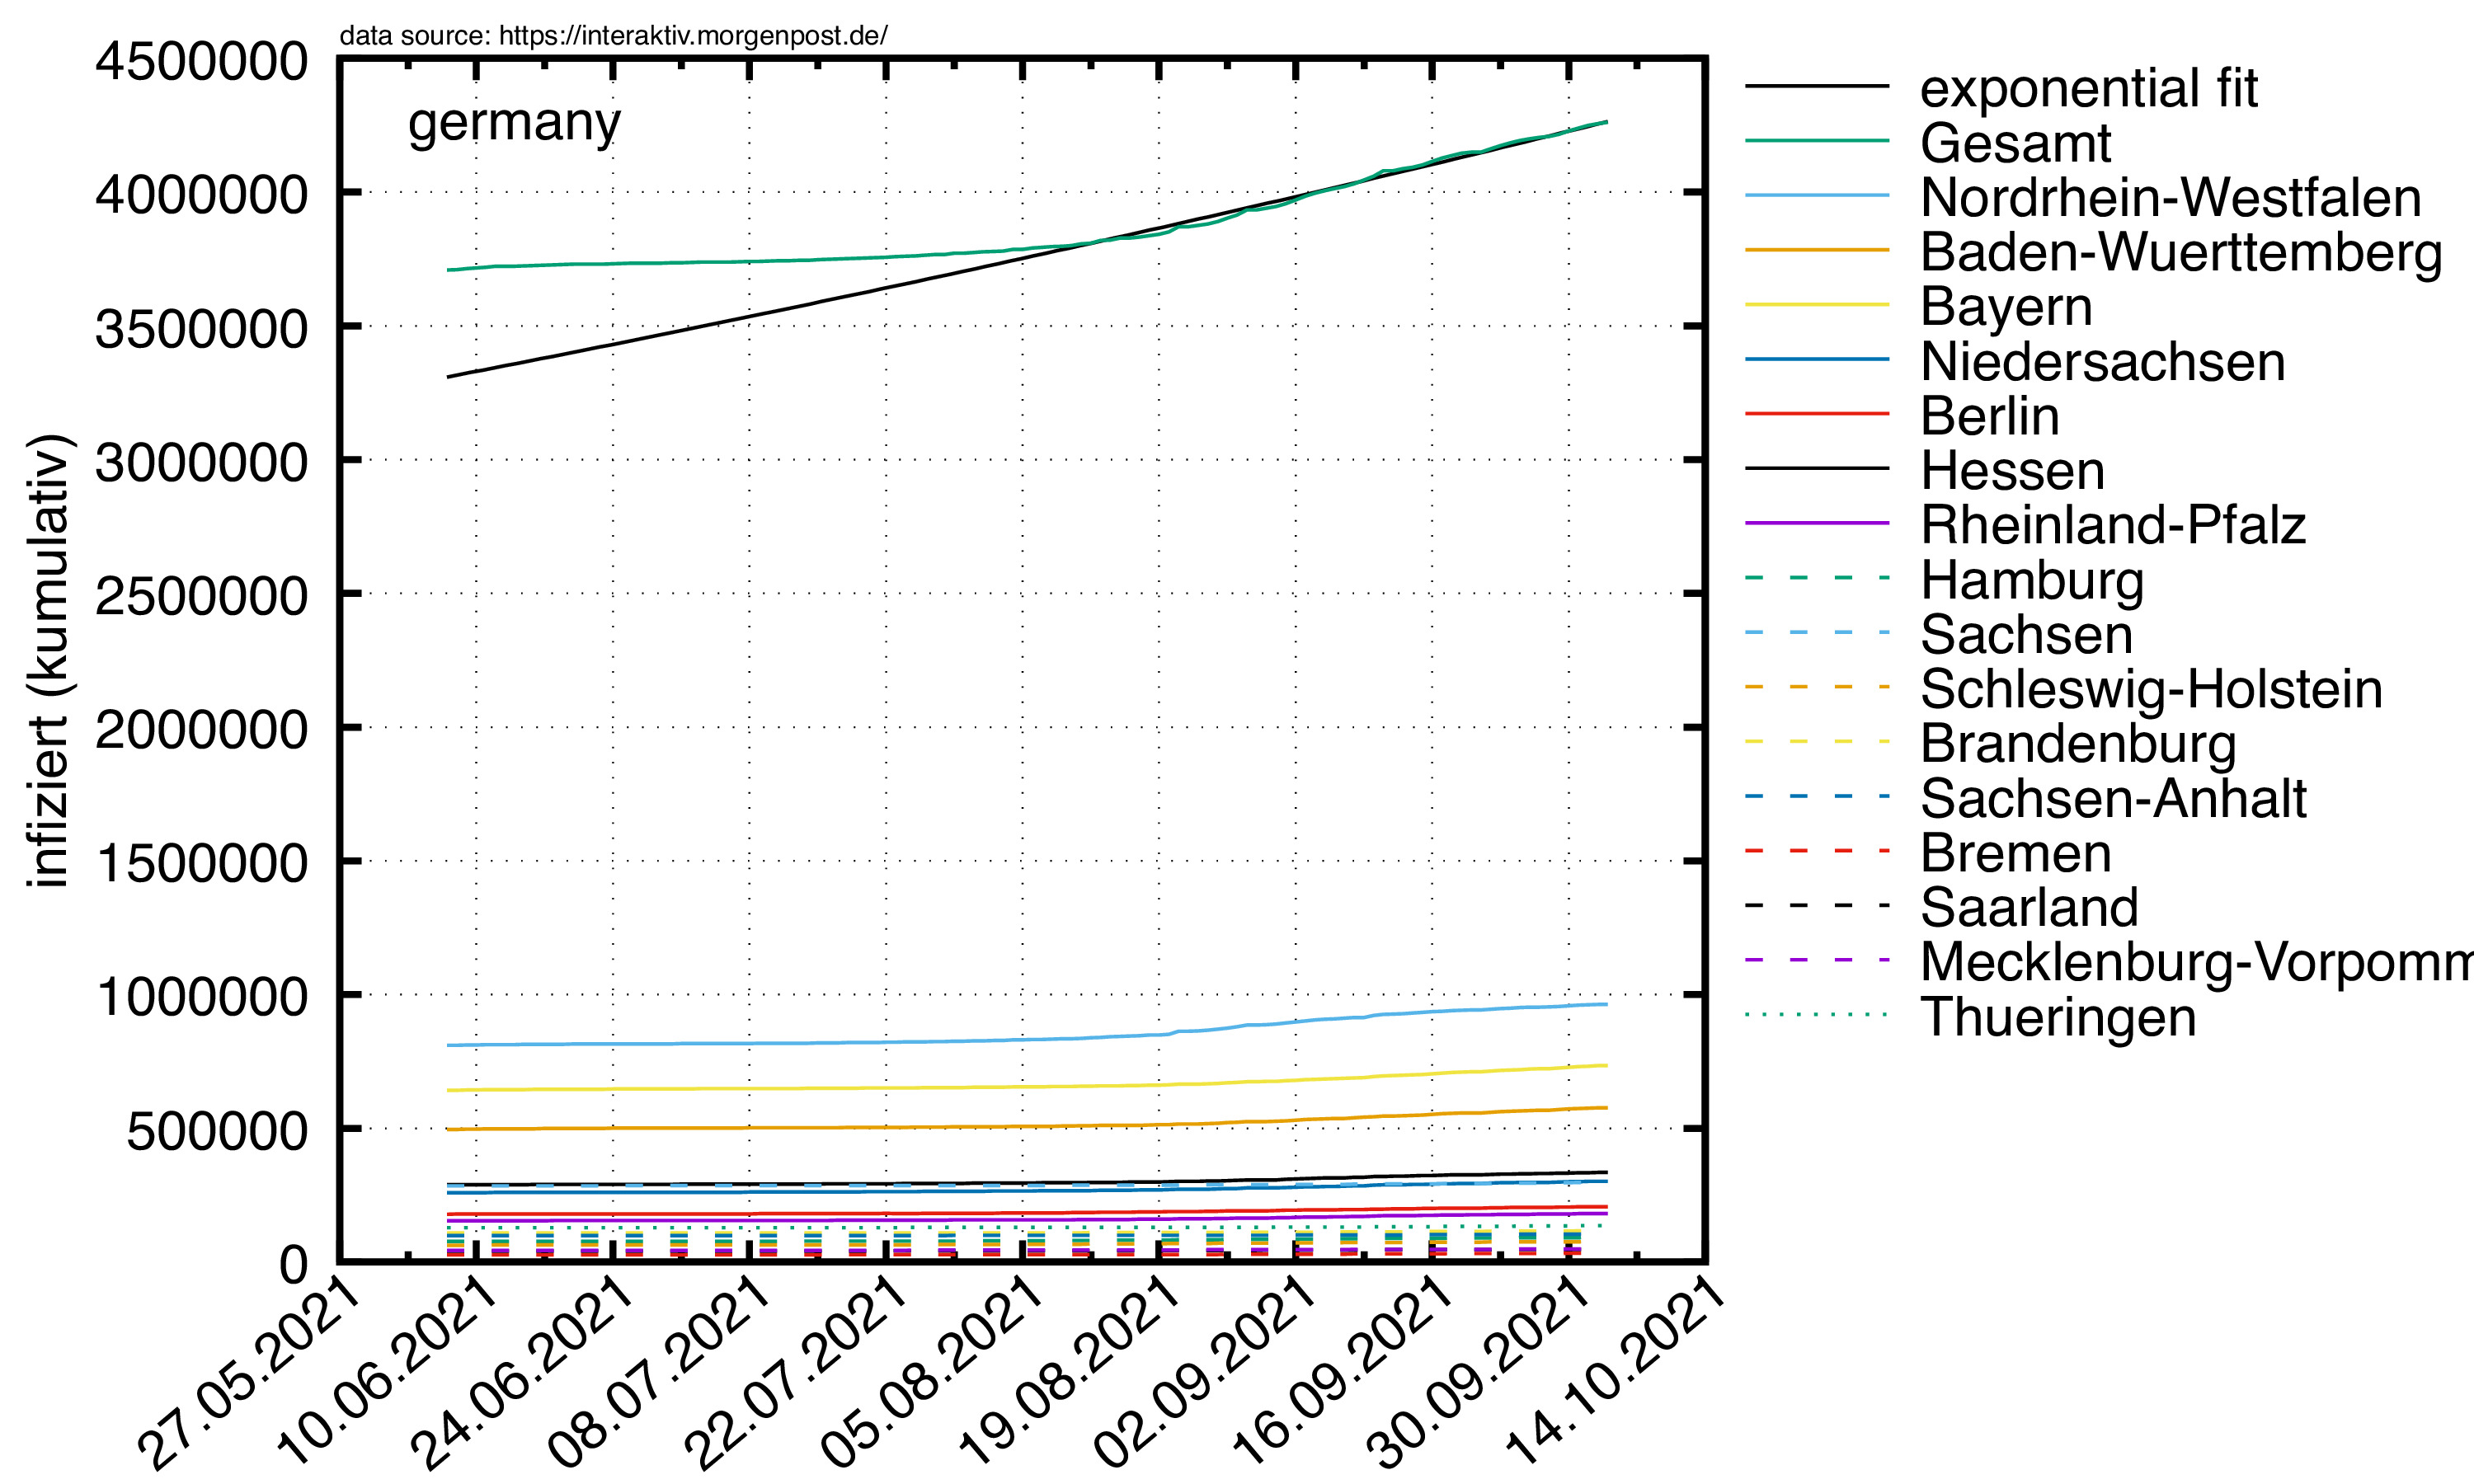 data source: https://interaktiv.morgenpost.de/
germany
infiziert (kumulativ)
4500000
4000000
3500000
3000000
2500000
2000000
1500000
1000000
500000
0
27.05.2021
10.06.2021
24.06.2021
08.07.2021
22.07.2021
05.08.2021
19.08.2021
02.09.2021
16.09.2021
30.09.2021
14.10.2021
exponential fit
Gesamt
Nordrhein-Westfalen
Baden-Wuerttemberg
Bayern
Niedersachsen
Berlin
Hessen
Rheinland-Pfalz
Hamburg
Sachsen
Schleswig-Holstein
Brandenburg
Sachsen-Anhalt
Bremen
Saarland
Mecklenburg-Vorpomm
Thueringen